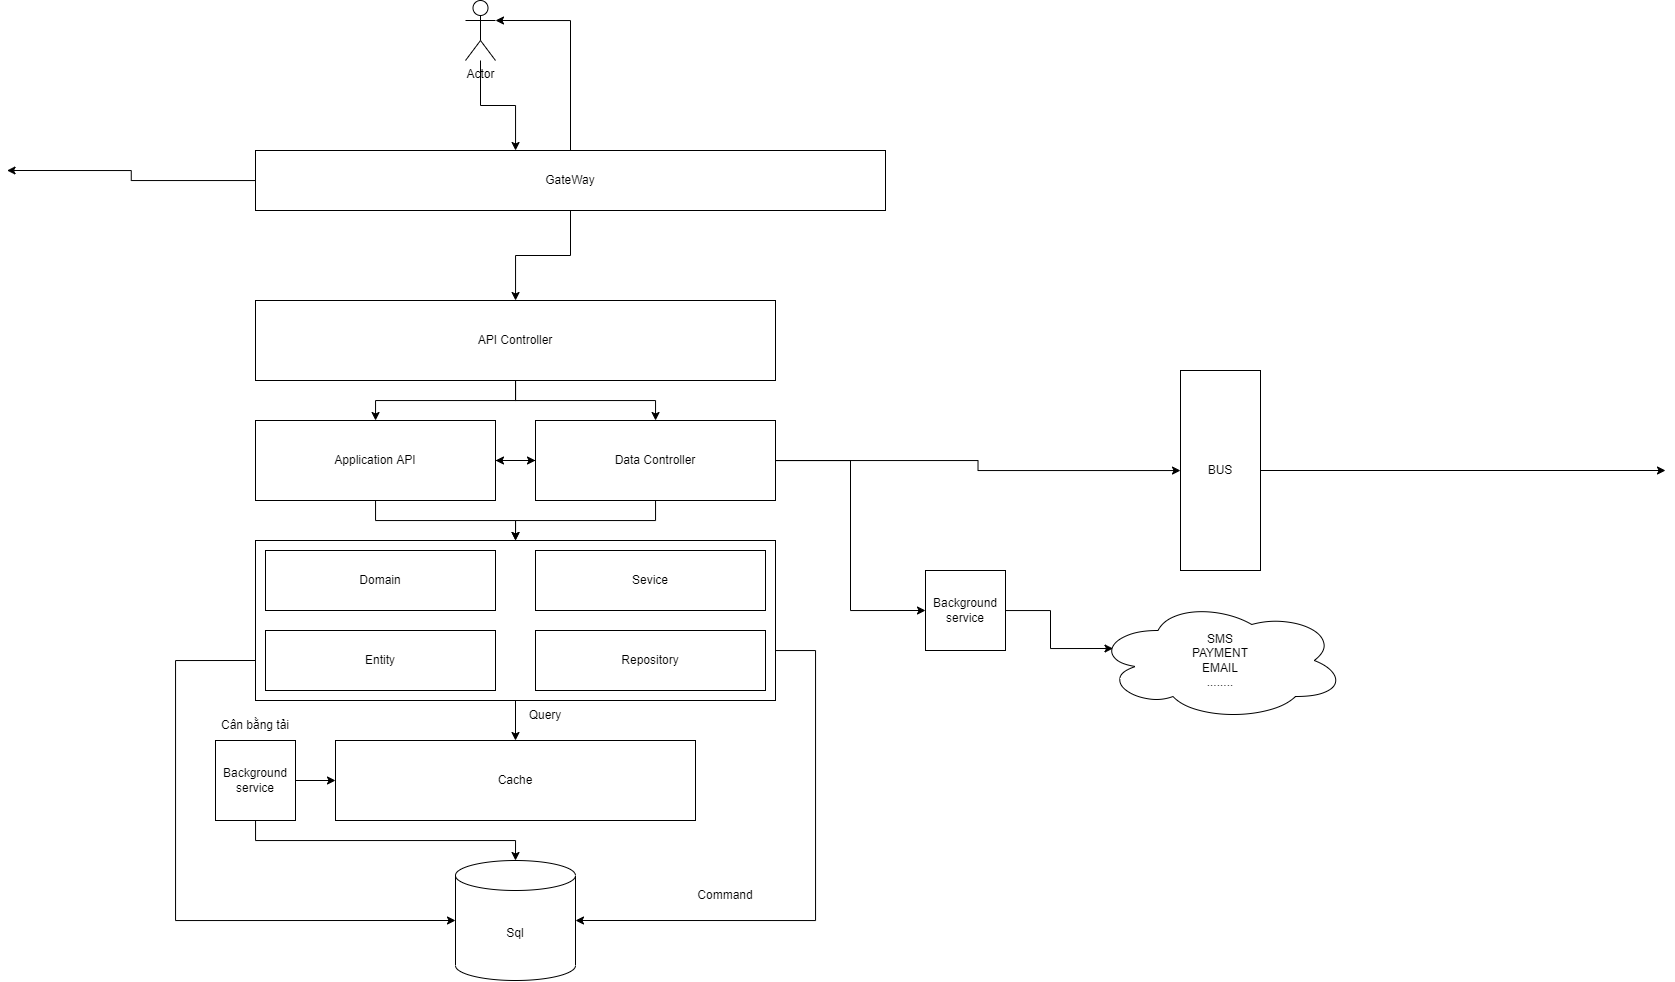 Actor
GateWay
API Controller
Application API
Data Controller
BUS
Domain
Sevice
Background
service
Entity
Repository
SMS
PAYMENT
EMAIL
........
Query
Cân bằng tải
Background
service
Cache
Command
Sql